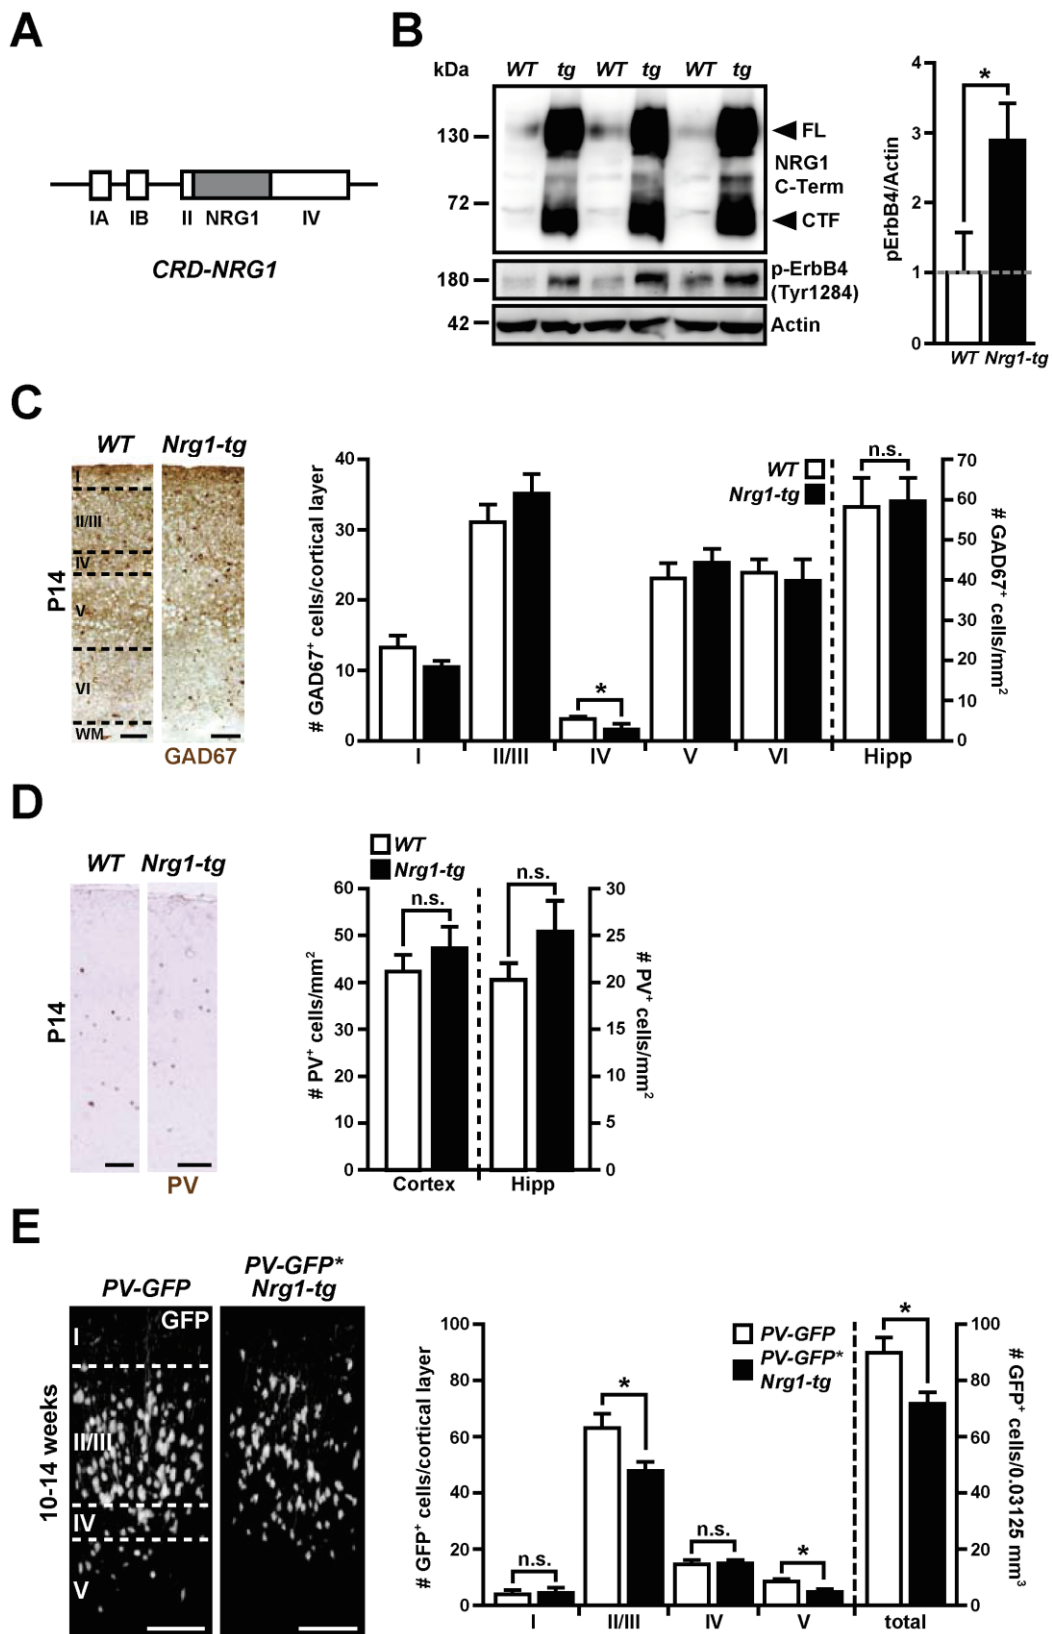 A
IA IB II NRG1 IV
CRD-NRG1
B
kDa WT tg WT tg WT tg
130
72
180
42
FL
NRG1
C-Term
CTF
p-ErbB4
(Tyr1284)
Actin
pErbB4/Actin
4
3
2
1
0
*
WT Nrg1-tg
C
WT Nrg1-tg
P14
I
II/III
IV
V
VI
WM
GAD67
# GAD67+ cells/cortical layer
40
30
20
10
0
WT
Nrg1-tg
*
n.s.
70
60
50
40
30
20
10
0
# GAD67+ cells/mm2
I II/III IV V VI Hipp
D
WT Nrg1-tg
P14
PV
WT
Nrg1-tg
# PV+ cells/mm2
60
50
40
30
20
10
0
n.s.
n.s.
30
25
20
15
10
5
0
# PV+ cells/mm2
Cortex Hipp
E
PV-GFP
PV-GFP*
Nrg1-tg
10-14 weeks
GFP
I
II/III
IV
V
# GFP+ cells/cortical layer
100
80
60
40
20
0
PV-GFP
PV-GFP*
Nrg1-tg
n.s.
*
n.s.
*
*
100
80
60
40
20
0
# GFP+ cells/0.03125 mm3
I II/III IV V total